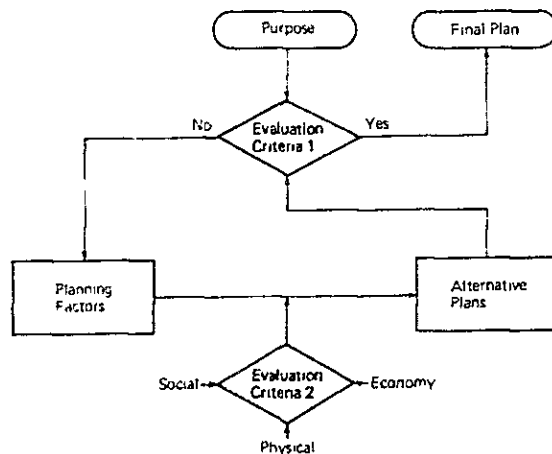 Purpose
Final Plan
No
Evaluation
Criteria 1
Yes
Planning
Factors
Alternative
Plans
Social
Evaluation
Criteria 2
Economy
Physical